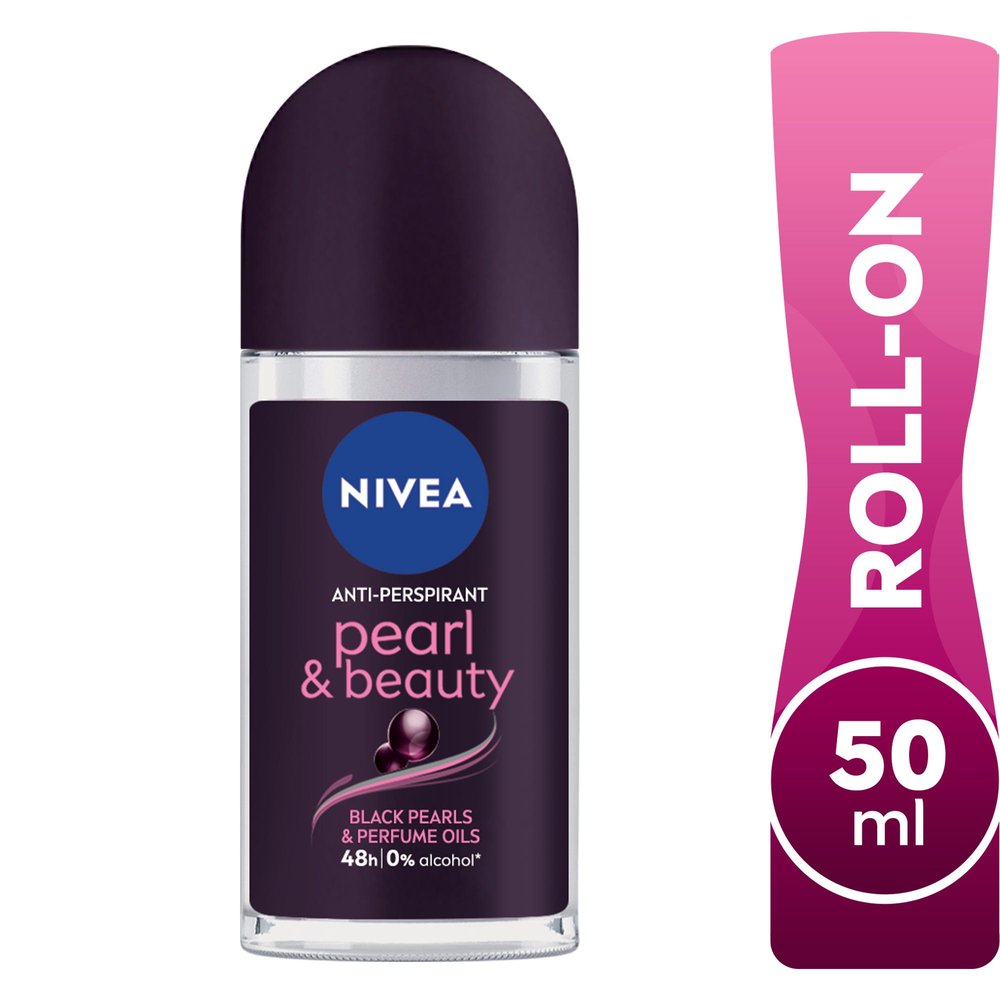 NIVEA
ANTI-PERSPIRANT
pearl
& beauty
BLACK PEARLS
& PERFUME OILS
48h|0% alcohol*
ROLL-ON
50
ml